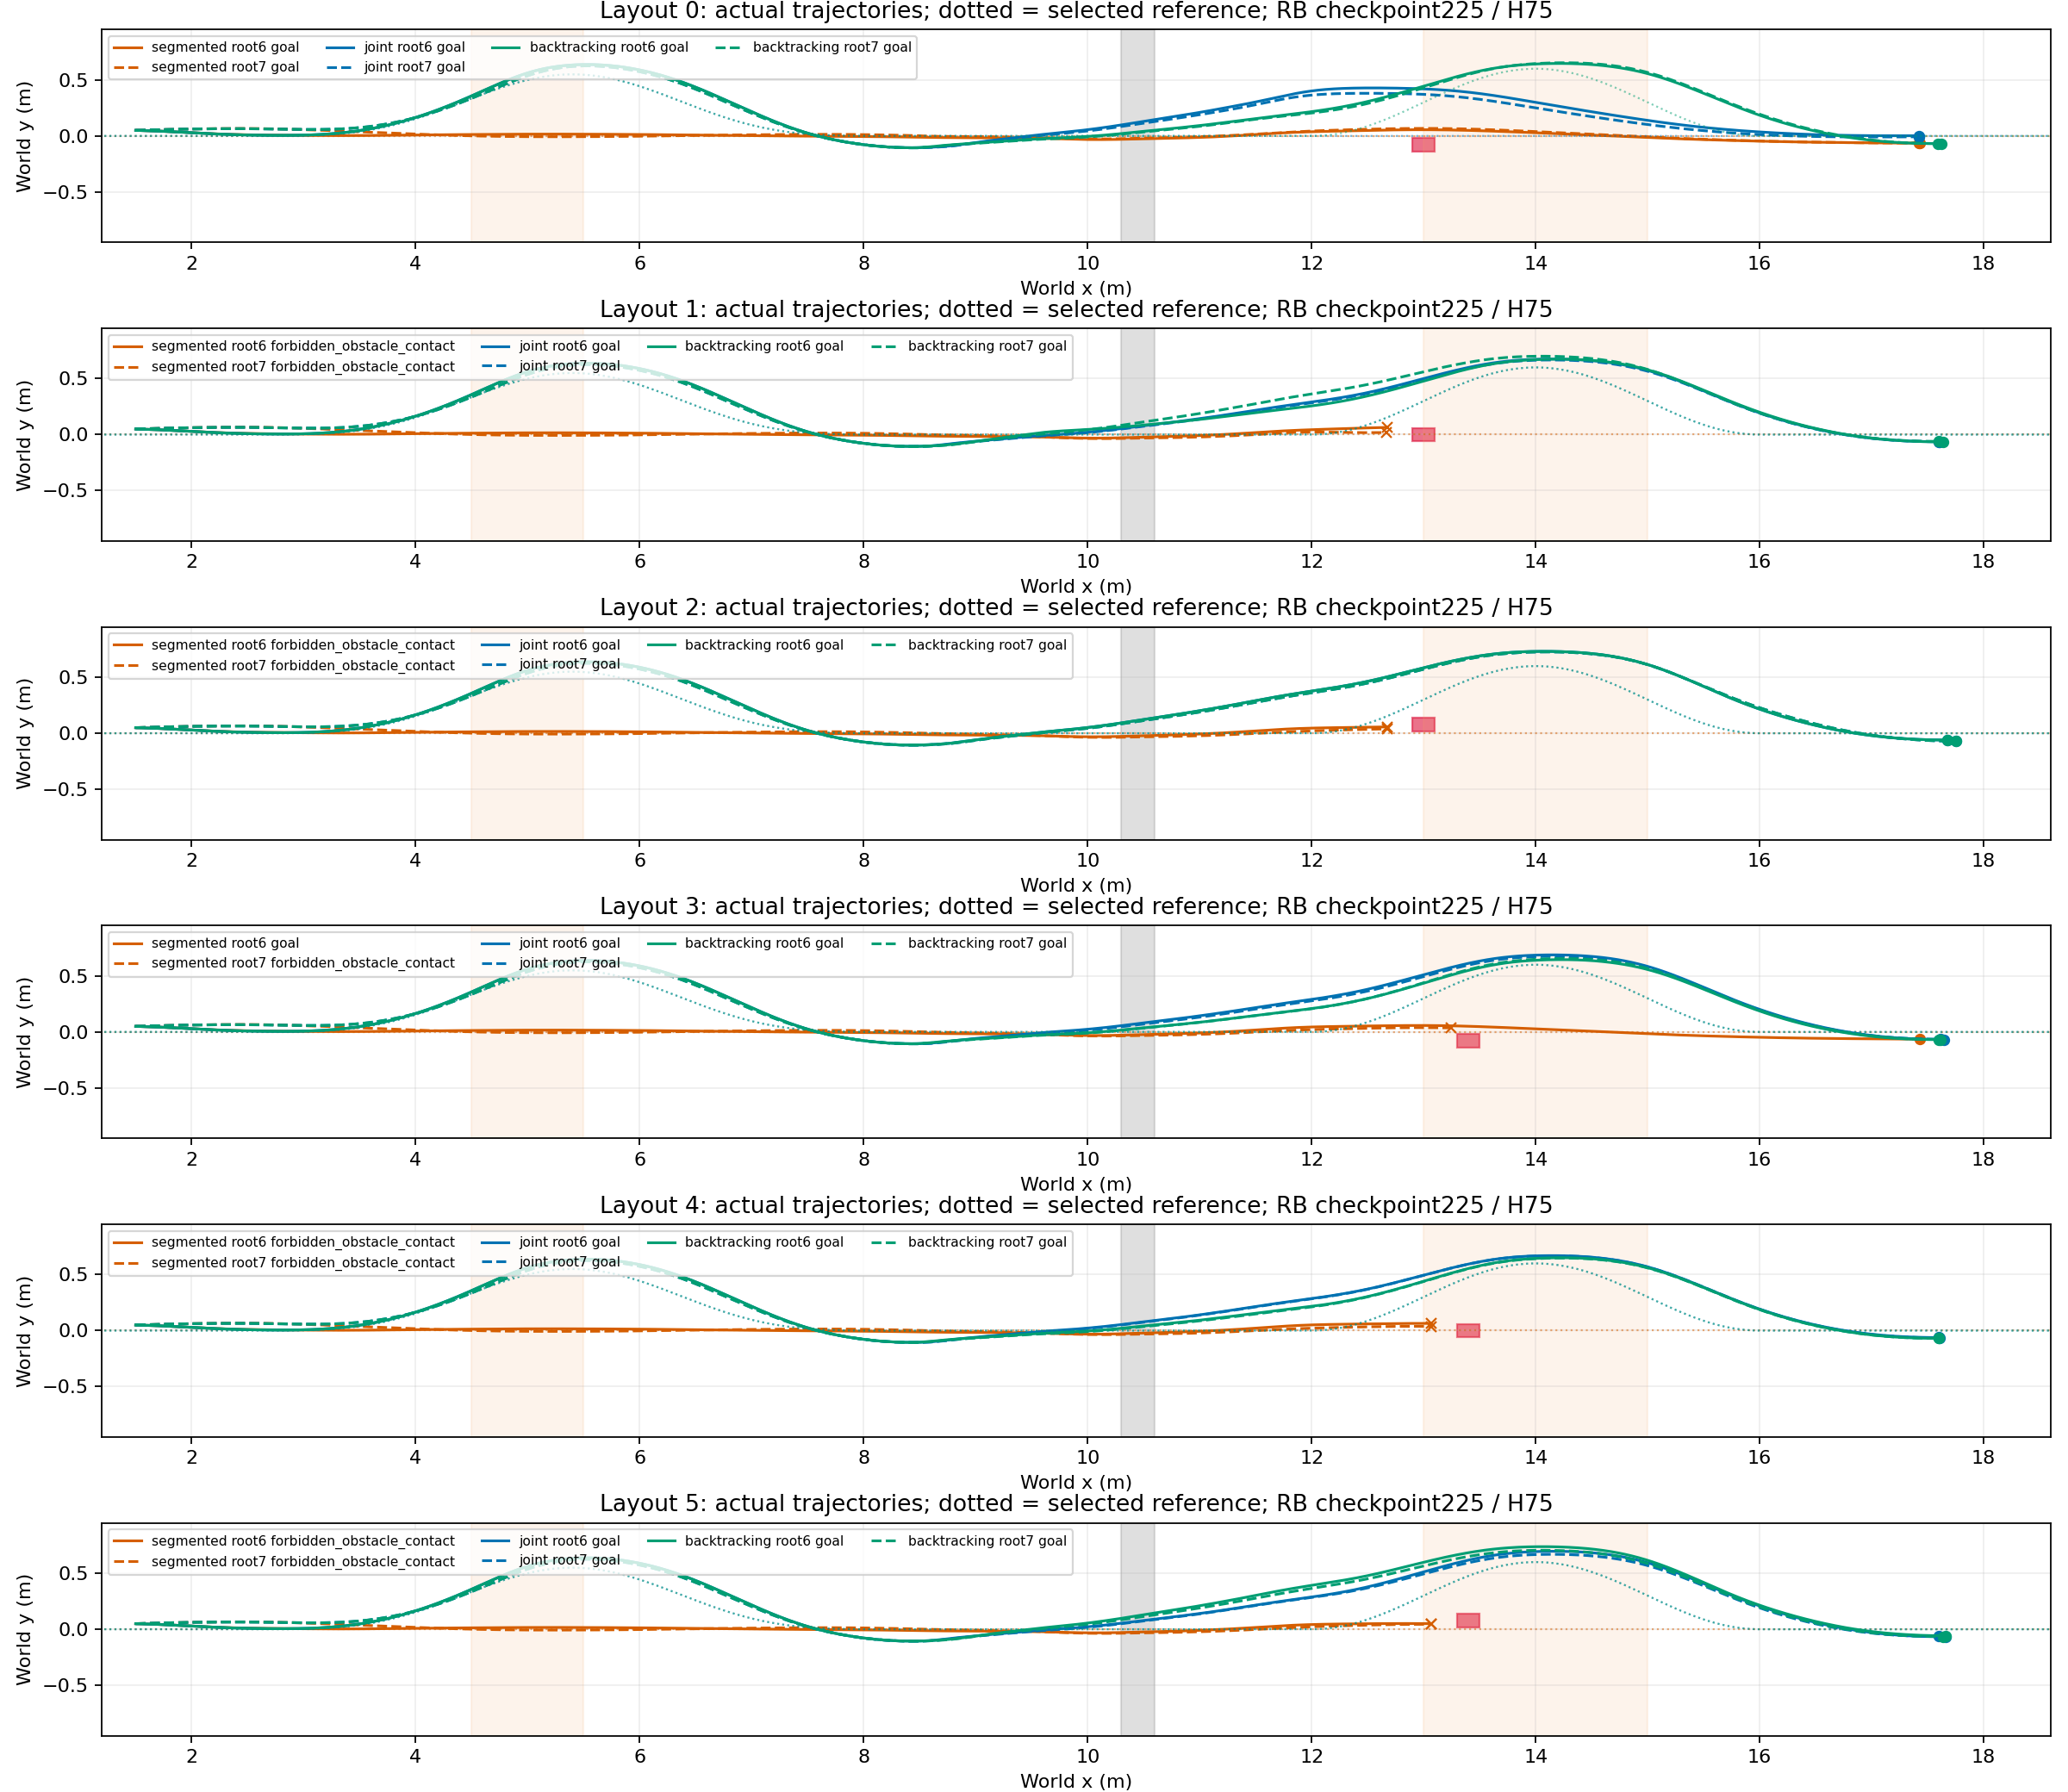 Layout 0: actual trajectories; dotted = selected reference; RB checkpoint225 / H75
segmented root6 goal joint root6 goal backtracking root6 goal backtracking root7 goal
segmented root7 goal joint root7 goal
World y (m)
0.5
0.0
−0.5
2 4 6 8 10 12 14 16 18
World x (m)
Layout 1: actual trajectories; dotted = selected reference; RB checkpoint225 / H75
segmented root6 forbidden_obstacle_contact joint root6 goal backtracking root6 goal backtracking root7 goal
segmented root7 forbidden_obstacle_contact joint root7 goal
World y (m)
0.5
0.0
−0.5
2 4 6 8 10 12 14 16 18
World x (m)
Layout 2: actual trajectories; dotted = selected reference; RB checkpoint225 / H75
segmented root6 forbidden_obstacle_contact joint root6 goal backtracking root6 goal backtracking root7 goal
segmented root7 forbidden_obstacle_contact joint root7 goal
World y (m)
0.5
0.0
−0.5
2 4 6 8 10 12 14 16 18
World x (m)
Layout 3: actual trajectories; dotted = selected reference; RB checkpoint225 / H75
segmented root6 goal joint root6 goal backtracking root6 goal backtracking root7 goal
segmented root7 forbidden_obstacle_contact joint root7 goal
World y (m)
0.5
0.0
−0.5
2 4 6 8 10 12 14 16 18
World x (m)
Layout 4: actual trajectories; dotted = selected reference; RB checkpoint225 / H75
segmented root6 forbidden_obstacle_contact joint root6 goal backtracking root6 goal backtracking root7 goal
segmented root7 forbidden_obstacle_contact joint root7 goal
World y (m)
0.5
0.0
−0.5
2 4 6 8 10 12 14 16 18
World x (m)
Layout 5: actual trajectories; dotted = selected reference; RB checkpoint225 / H75
segmented root6 forbidden_obstacle_contact joint root6 goal backtracking root6 goal backtracking root7 goal
segmented root7 forbidden_obstacle_contact joint root7 goal
World y (m)
0.5
0.0
−0.5
2 4 6 8 10 12 14 16 18
World x (m)